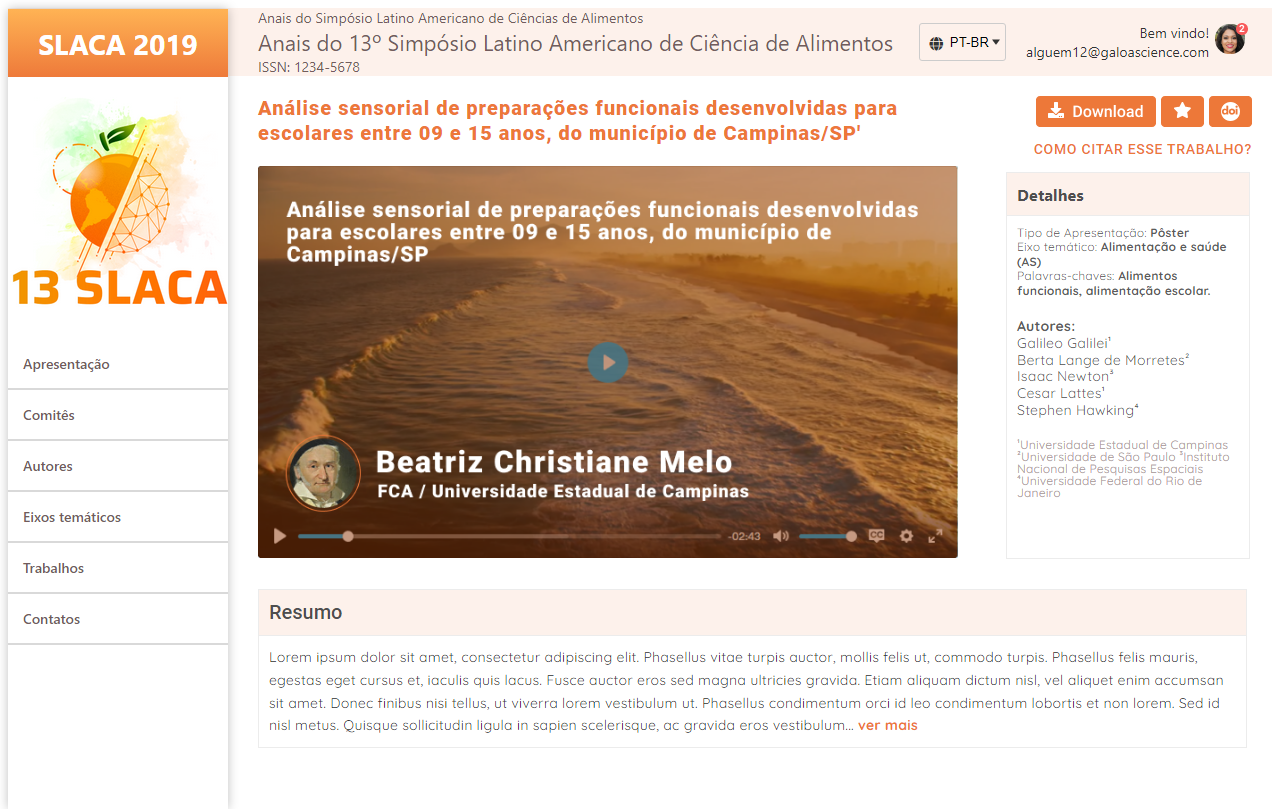 SLACA 2019
Anais do Simpósio Latino Americano de Ciências de Alimentos
Anais do 13º Simpósio Latino Americano de Ciência de Alimentos
ISSN: 1234-5678
PT-BR
Bem vindo!
alguem12@galoascience.com
2
13 SLACA
Apresentação
Comitês
Autores
Eixos temáticos
Trabalhos
Contatos
Análise sensorial de preparações funcionais desenvolvidas para
escolares entre 09 e 15 anos, do município de Campinas/SP'
Download
doi
COMO CITAR ESSE TRABALHO?
Análise sensorial de preparações funcionais desenvolvidas
para escolares entre 09 e 15 anos, do município de
Campinas/SP
Beatriz Christiane Melo
FCA / Universidade Estadual de Campinas
-02:43
CC
Detalhes
Tipo de Apresentação: Pôster
Eixo temático: Alimentação e saúde
(AS)
Palavras-chaves: Alimentos
funcionais, alimentação escolar.
Autores:
Galileo Galilei¹
Berta Lange de Morretes²
Isaac Newton³
Cesar Lattes¹
Stephen Hawking⁴
¹Universidade Estadual de Campinas
²Universidade de São Paulo ³Instituto
Nacional de Pesquisas Espaciais
⁴Universidade Federal do Rio de
Janeiro
Resumo
Lorem ipsum dolor sit amet, consectetur adipiscing elit. Phasellus vitae turpis auctor, mollis felis ut, commodo turpis. Phasellus felis mauris,
egestas eget cursus et, iaculis quis lacus. Fusce auctor eros sed magna ultricies gravida. Etiam aliquam dictum nisl, vel aliquet enim accumsan
sit amet. Donec finibus nisi tellus, ut viverra lorem vestibulum ut. Phasellus condimentum orci id leo condimentum lobortis et non lorem. Sed id
nisl metus. Quisque sollicitudin ligula in sapien scelerisque, ac gravida eros vestibulum... ver mais